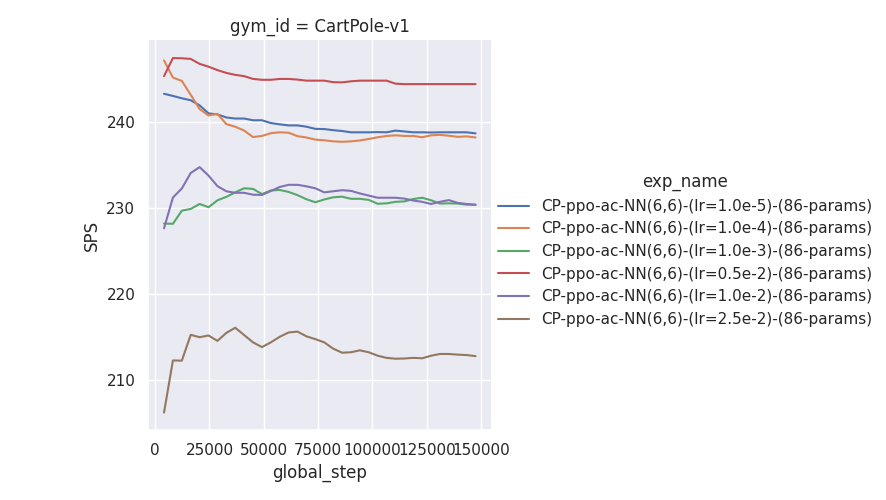 gym_id = CartPole-v1
240
230
220
210
SPS
0 25000 50000 75000 100000 125000 150000
global_step
exp_name
CP-ppo-ac-NN(6,6)-(lr=1.0e-5)-(86-params)
CP-ppo-ac-NN(6,6)-(lr=1.0e-4)-(86-params)
CP-ppo-ac-NN(6,6)-(lr=1.0e-3)-(86-params)
CP-ppo-ac-NN(6,6)-(lr=0.5e-2)-(86-params)
CP-ppo-ac-NN(6,6)-(lr=1.0e-2)-(86-params)
CP-ppo-ac-NN(6,6)-(lr=2.5e-2)-(86-params)